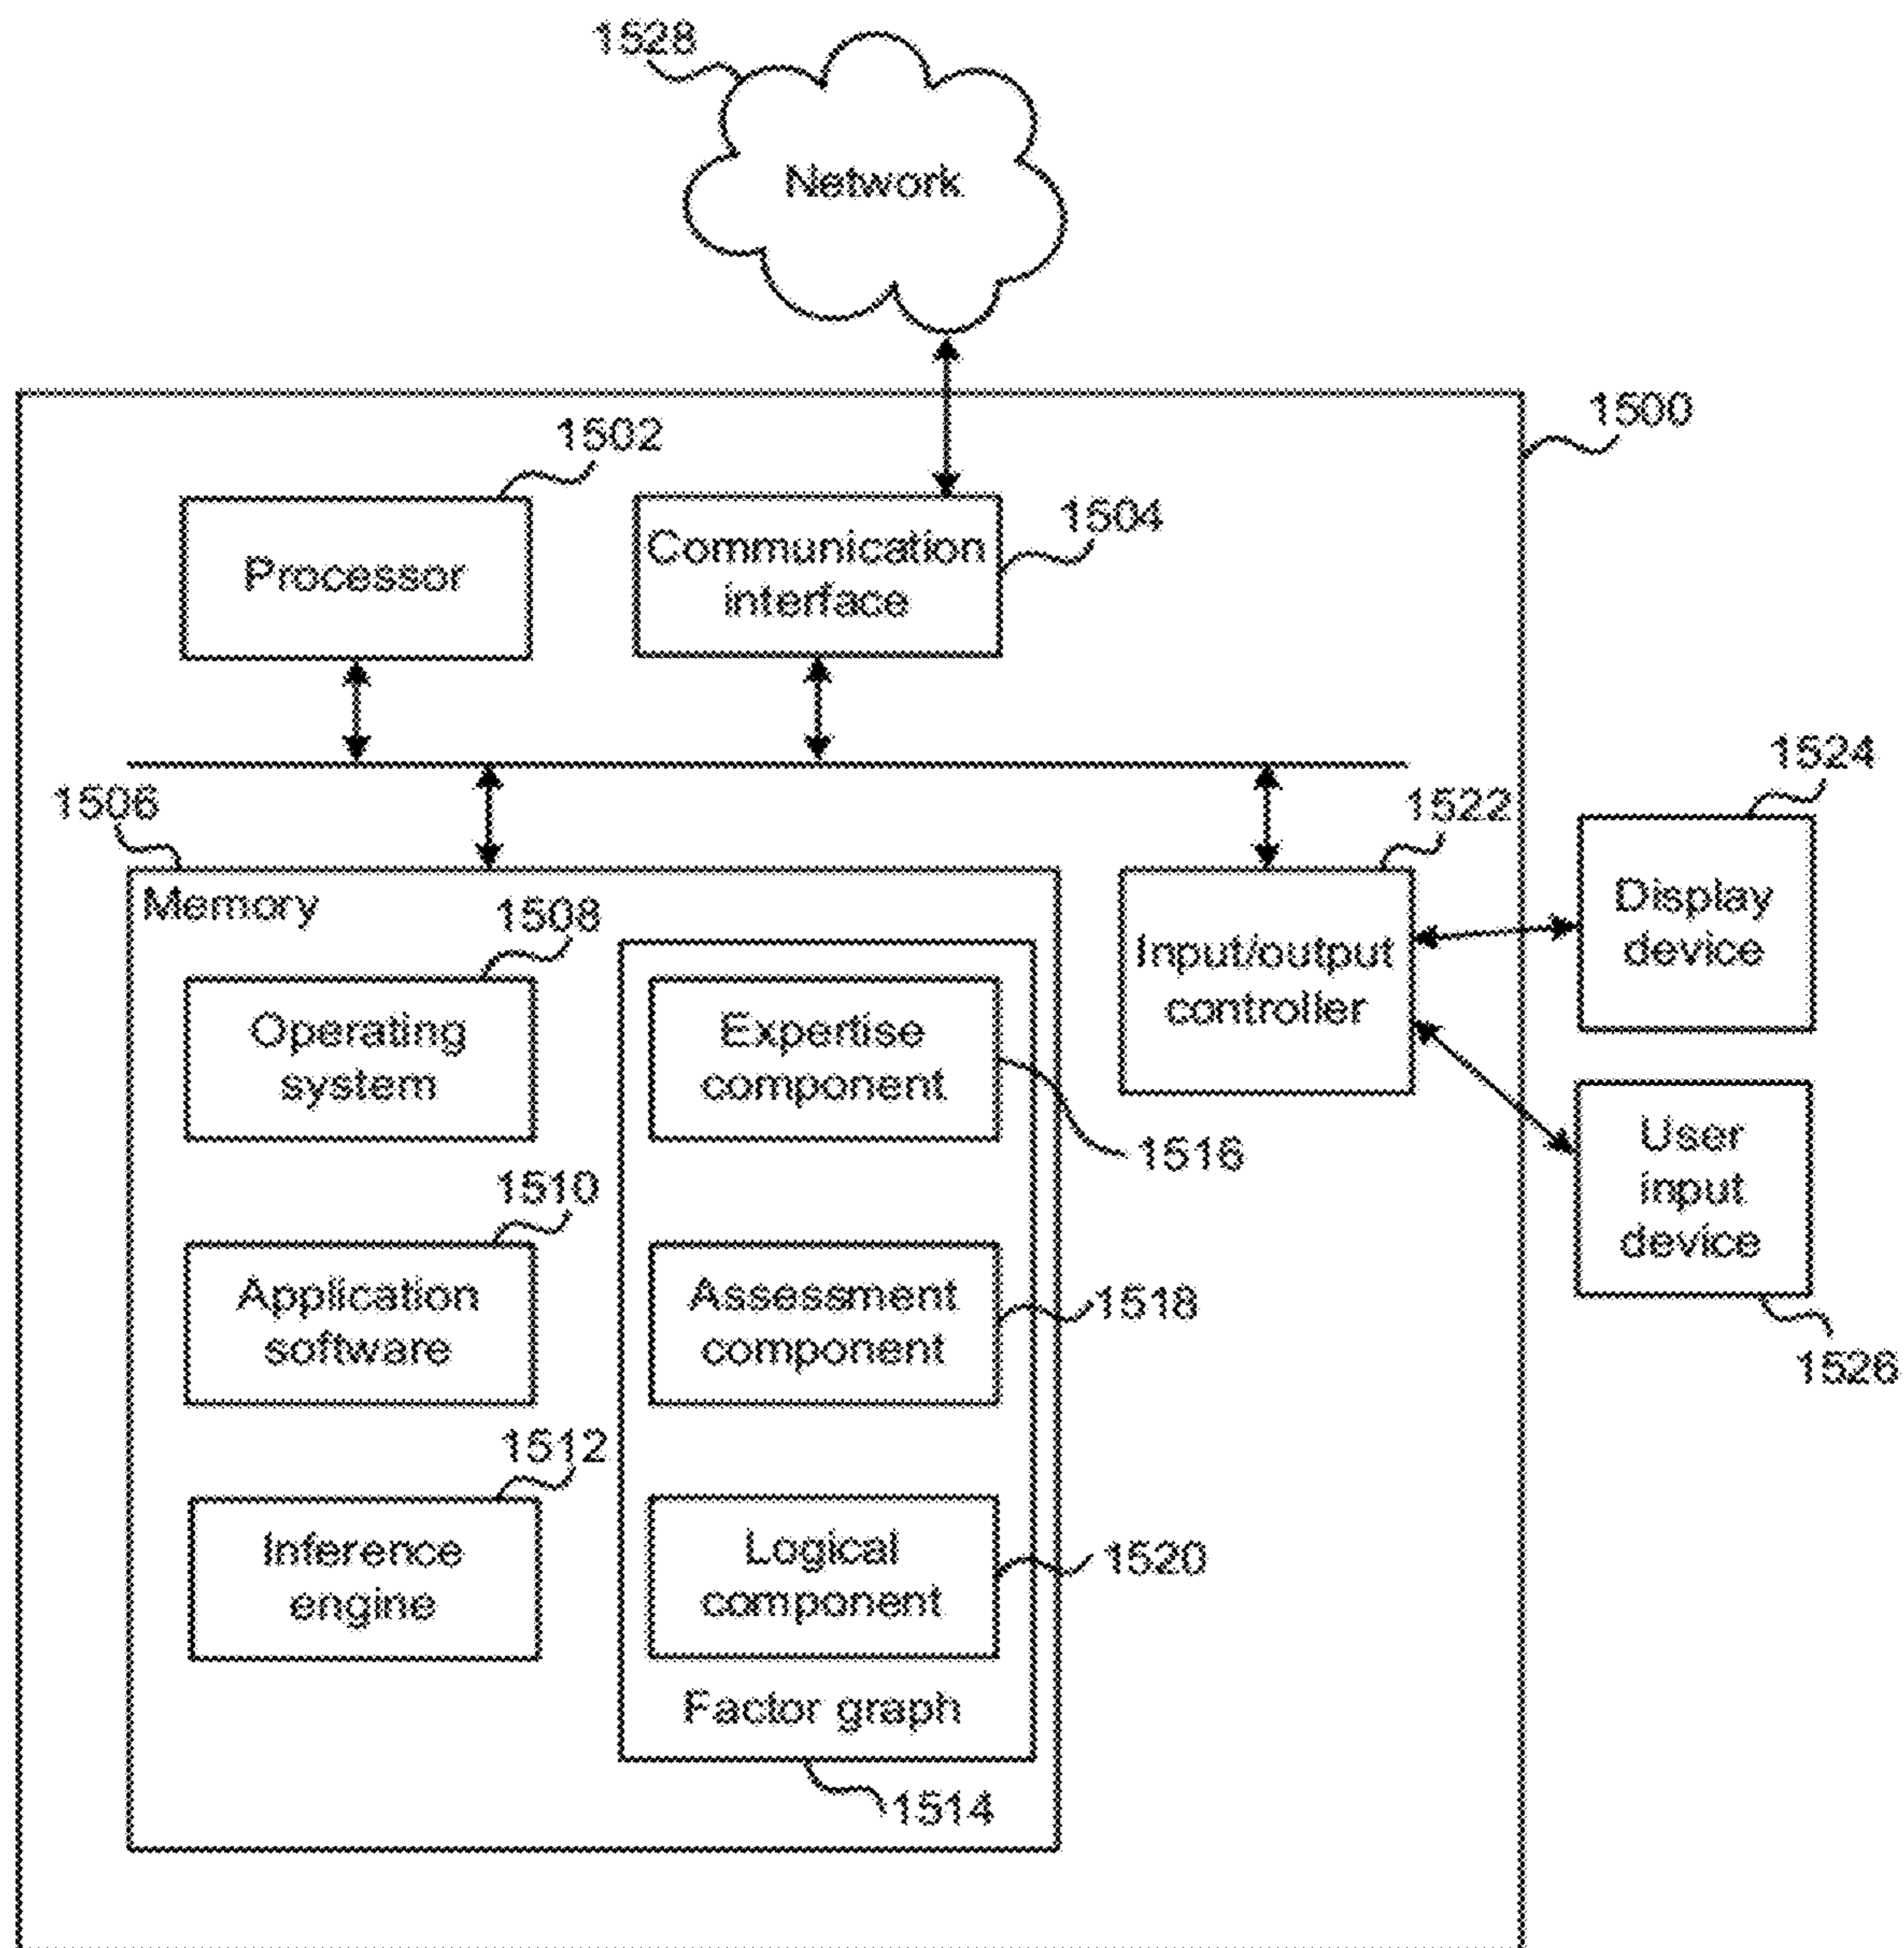 1528
Network
1500
1502
1504
Processor
Communication
interface
1524
1506
1522
Memory
1508
Display
device
Input/output
controller
Operating
system
Expertise
component
1516
User
input
device
1510
Application
software
Assessment
component
1518
1526
1512
Inference
engine
Logical
component
1520
Factor graph
1514